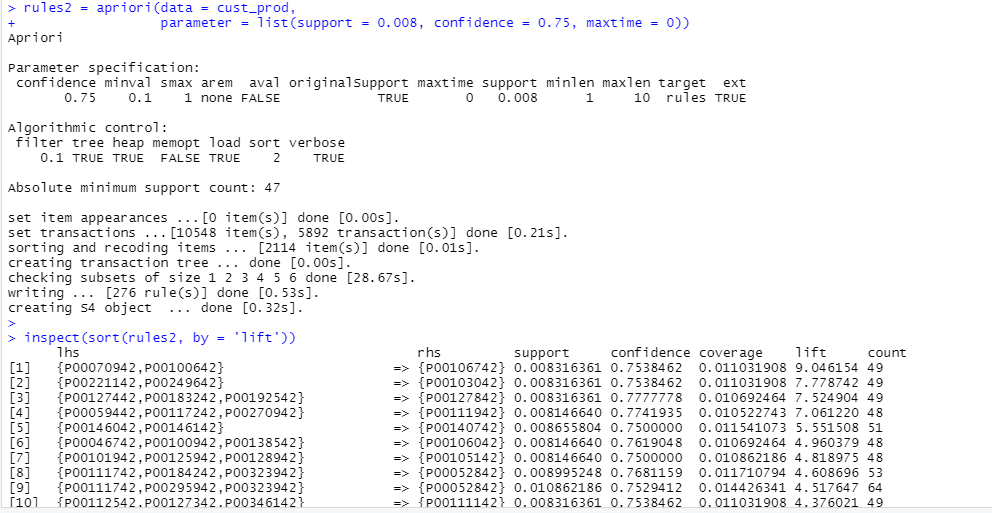 > rules2 = apriori(data = cust_prod,
+                  parameter = list(support = 0.008, confidence = 0.75, maxtime = 0))
Apriori
Parameter specification:
 confidence minval smax arem  aval originalSupport maxtime support minlen maxlen target  ext
       0.75    0.1    1 none FALSE            TRUE       0   0.008      1     10  rules TRUE
Algorithmic control:
 filter tree heap memopt load sort verbose
    0.1 TRUE TRUE  FALSE TRUE    2    TRUE
Absolute minimum support count: 47
set item appearances ...[0 item(s)] done [0.00s].
set transactions ...[10548 item(s), 5892 transaction(s)] done [0.21s].
sorting and recoding items ... [2114 item(s)] done [0.01s].
creating transaction tree ... done [0.00s].
checking subsets of size 1 2 3 4 5 6 done [28.67s].
writing ... [276 rule(s)] done [0.53s].
creating S4 object  ... done [0.32s].
>
> inspect(sort(rules2, by = 'lift'))
      lhs                                          rhs         support     confidence coverage    lift     count
[1]   {P00070942,P00100642}                     => {P00106742} 0.008316361 0.7538462  0.011031908 9.046154 49
[2]   {P00221142,P00249642}                     => {P00103042} 0.008316361 0.7538462  0.011031908 7.778742 49
[3]   {P00127442,P00183242,P00192542}           => {P00127842} 0.008316361 0.7777778  0.010692464 7.524904 49
[4]   {P00059442,P00117242,P00270942}           => {P00111942} 0.008146640 0.7741935  0.010522743 7.061220 48
[5]   {P00146042,P00146142}                     => {P00140742} 0.008655804 0.7500000  0.011541073 5.551508 51
[6]   {P00046742,P00100942,P00138542}           => {P00106042} 0.008146640 0.7619048  0.010692464 4.960379 48
[7]   {P00101942,P00125942,P00128942}           => {P00105142} 0.008146640 0.7500000  0.010862186 4.818975 48
[8]   {P00111742,P00184242,P00323942}           => {P00052842} 0.008995248 0.7681159  0.011710794 4.608696 53
[9]   {P00111742,P00295942,P00323942}           => {P00052842} 0.010862186 0.7529412  0.014426341 4.517647 64
[10]  {P00112542,P00127342,P00346142}           => {P00111142} 0.008316361 0.7538462  0.011031908 4.376021 49